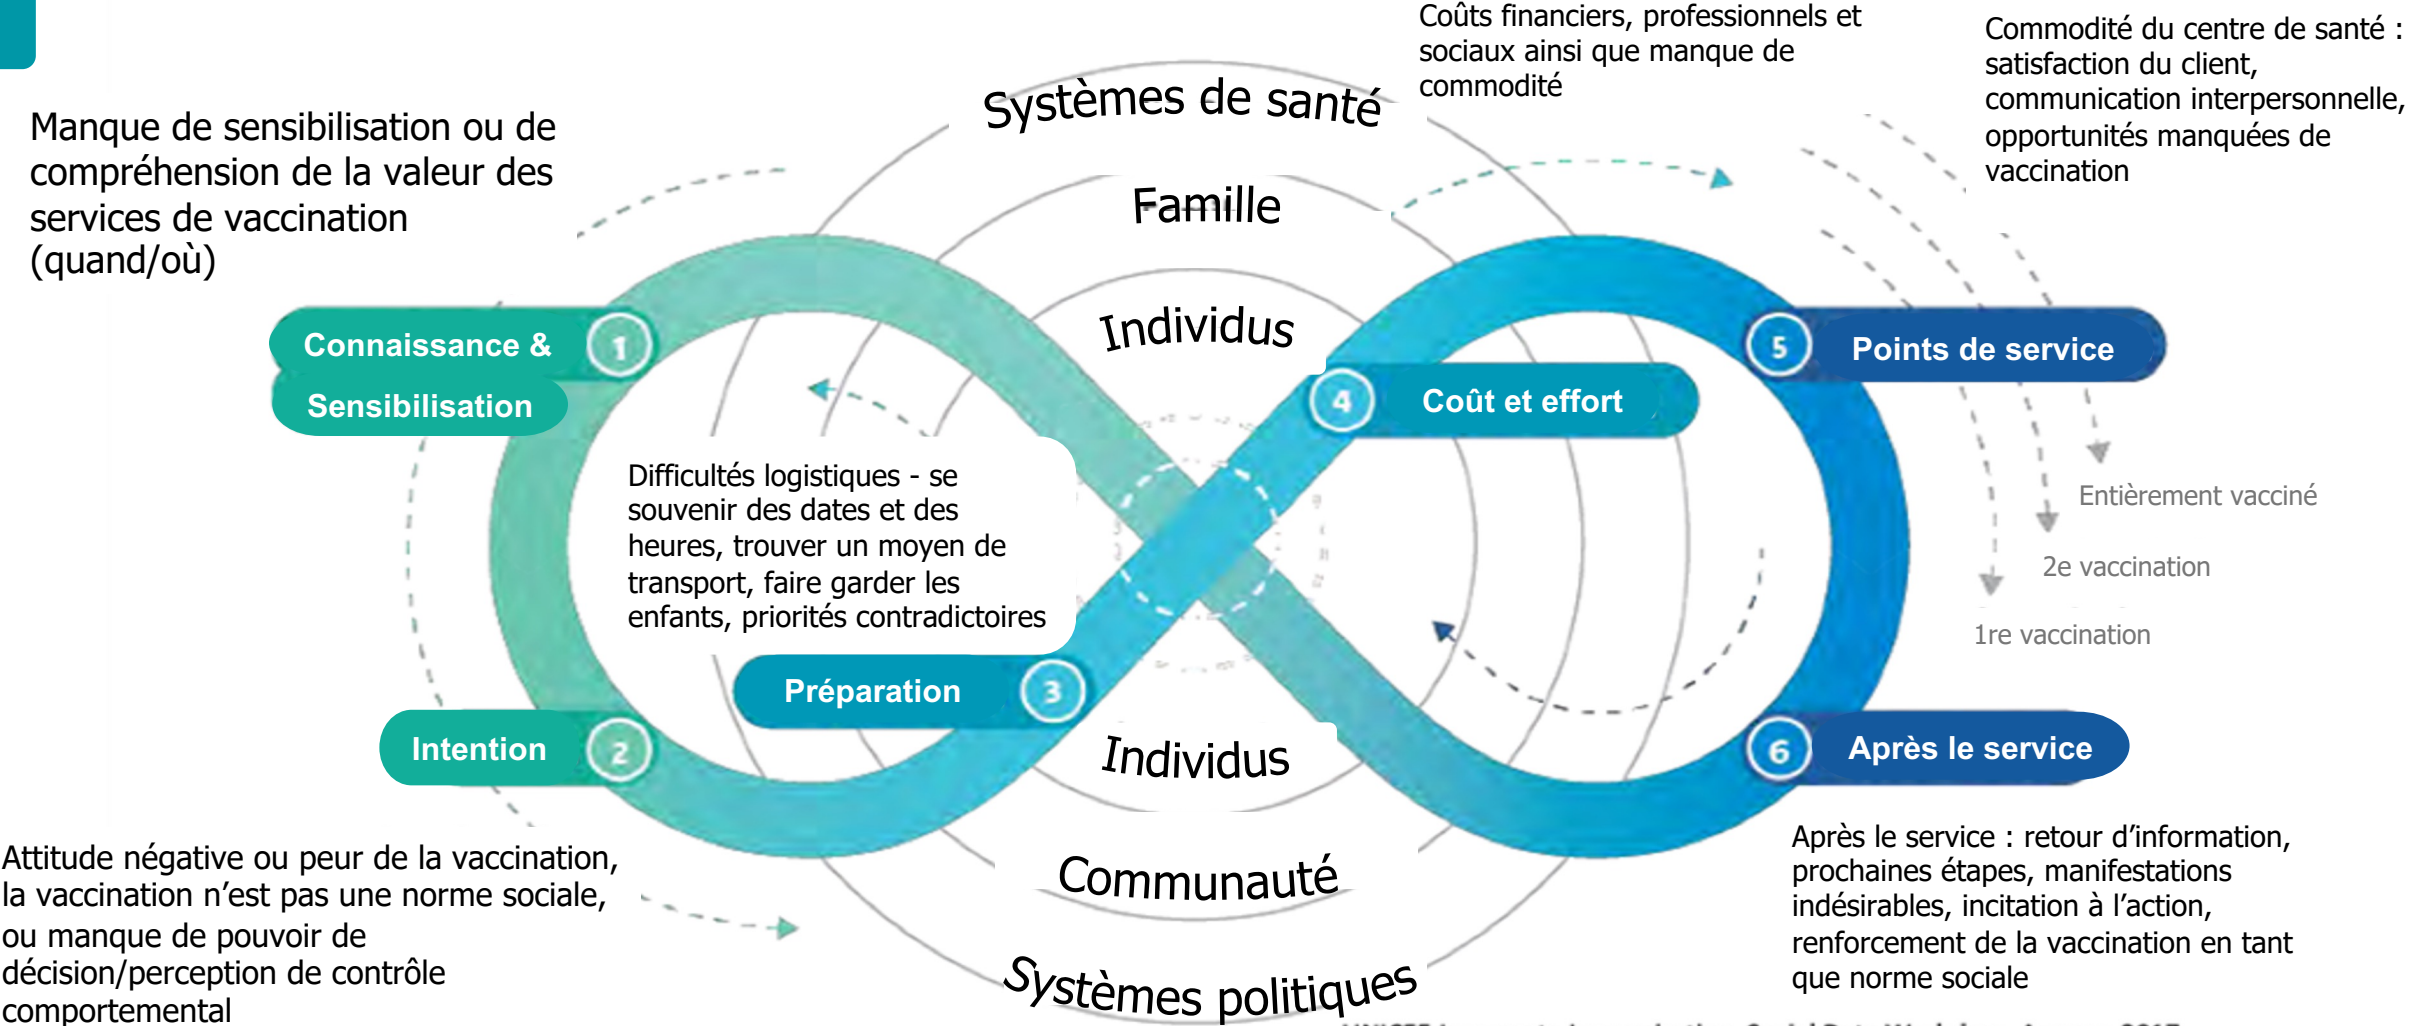 Coûts financiers, professionnels et
sociaux ainsi que manque de
commodité
Commodité du centre de santé :
satisfaction du client,
communication interpersonnelle,
opportunités manquées de
vaccination
Manque de sensibilisation ou de
compréhension de la valeur des
services de vaccination
(quand/où)
Systèmes de santé
Famille
Individus
Connaissance &
Sensibilisation
1
4
Coût et effort
5
Points de service
Difficultés logistiques - se
souvenir des dates et des
heures, trouver un moyen de
transport, faire garder les
enfants, priorités contradictoires
Entièrement vacciné
2e vaccination
1re vaccination
Préparation
3
Intention
2
Individus
6
Après le service
Communauté
Systèmes politiques
Attitude négative ou peur de la vaccination,
la vaccination n’est pas une norme sociale,
ou manque de pouvoir de
décision/perception de contrôle
comportemental
Après le service : retour d’information,
prochaines étapes, manifestations
indésirables, incitation à l’action,
renforcement de la vaccination en tant
que norme sociale